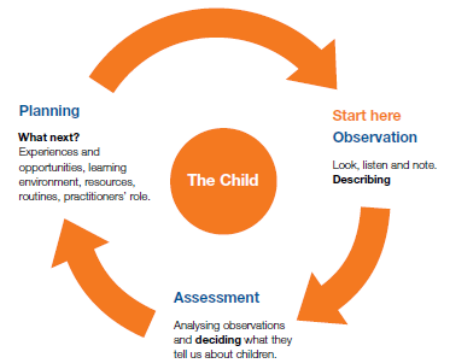 Planning
What next?
Experiences and
opportunities, learning
environment, resources,
routines, practitioners' role.
The Child
Start here
Observation
Look, listen and note.
Describing
Assessment
Analysing observations
and deciding what they
tell us about children.